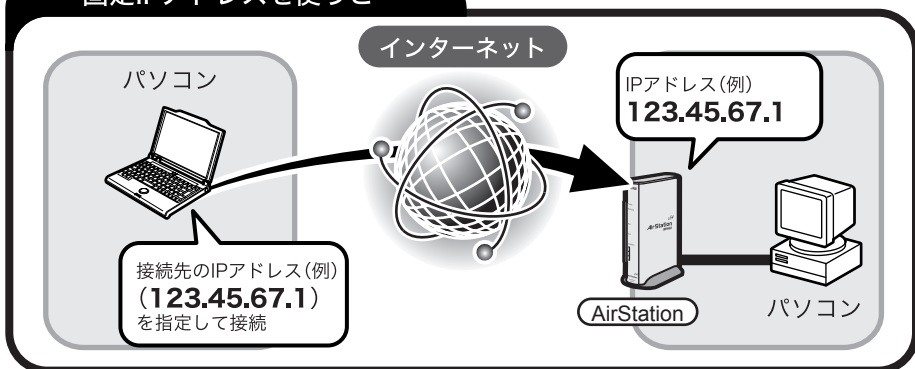 固定IPアドレスを使うと
インターネット
パソコン
接続先のIPアドレス（例）
（123.45.67.1）
を指定して接続
IPアドレス（例）
123.45.67.1
AirStation
AirStation
パソコン